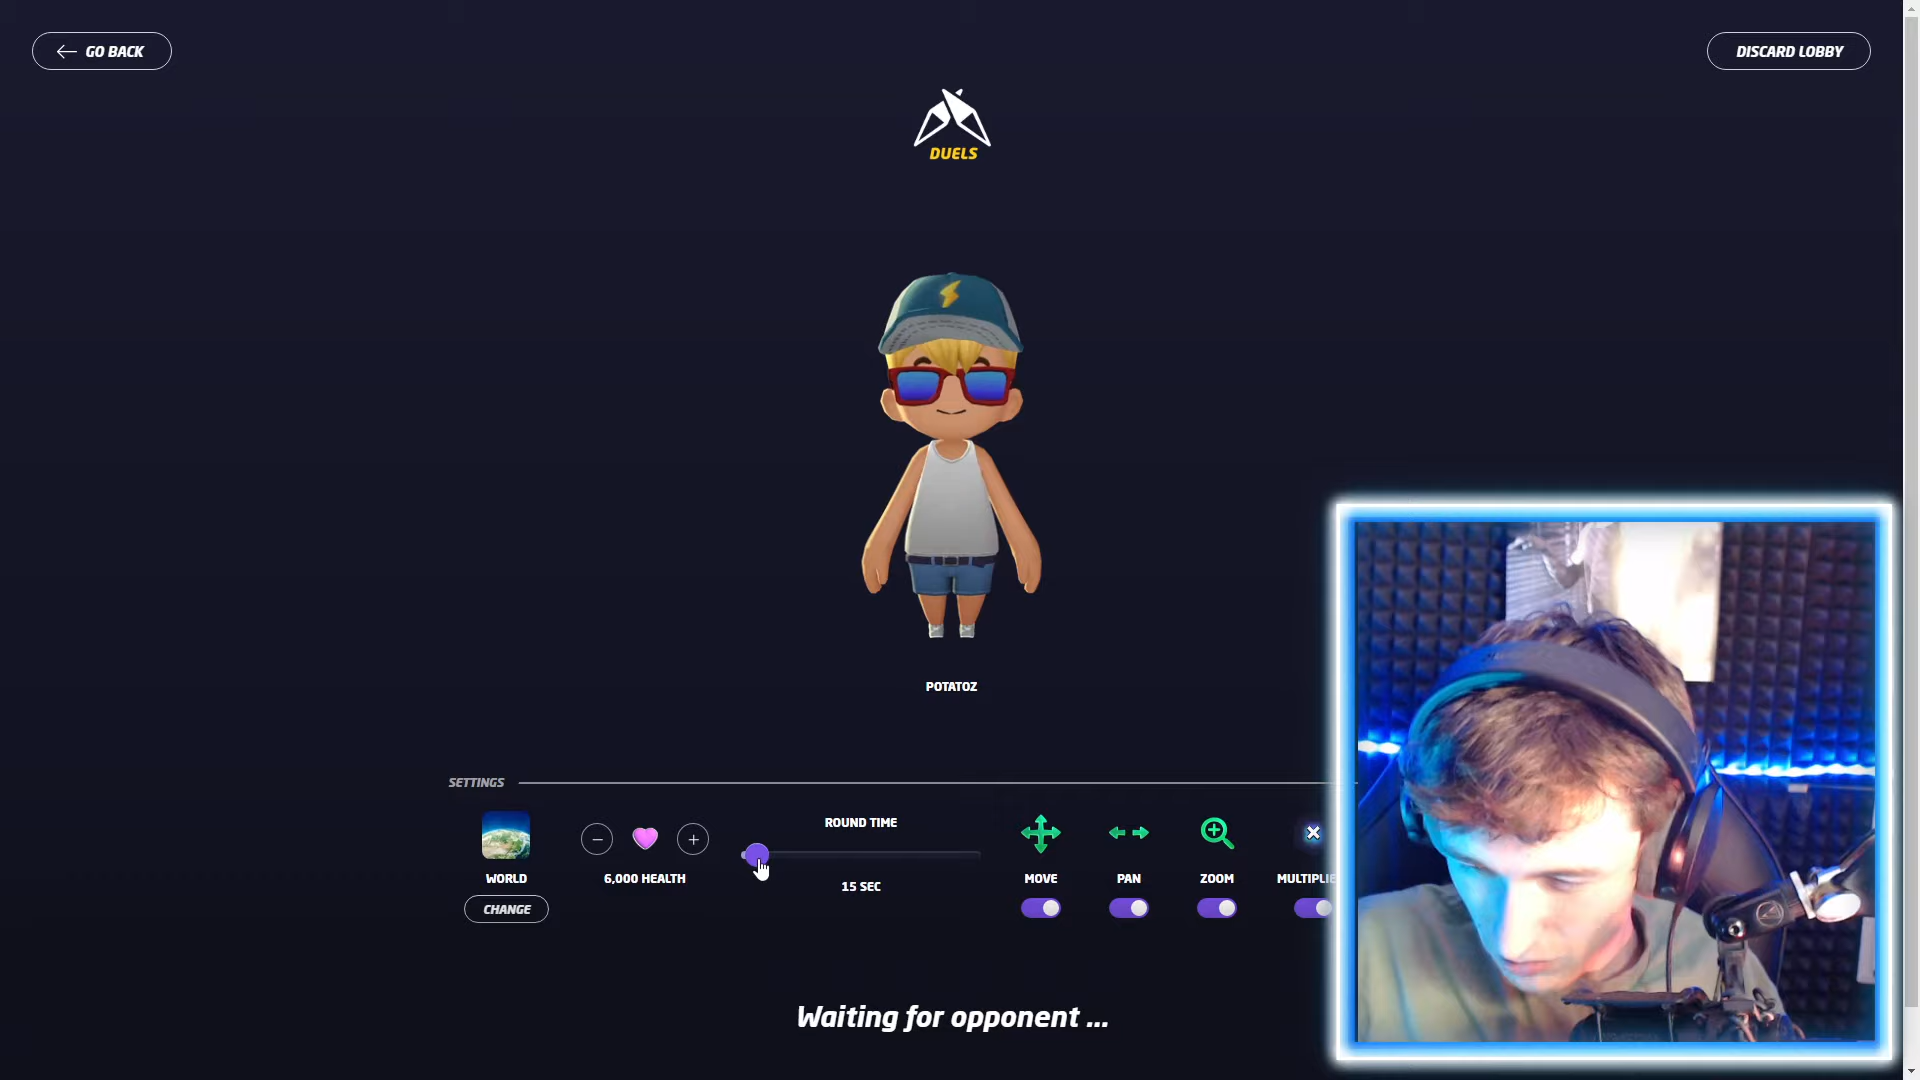 GO BACK
DISCARD LOBBY
DUELS
POTATOZ
SETTINGS
ROUND TIME
WORLD
6,000 HEALTH
15 SEC
MOVE
PAN
ZOOM
CHANGE
Waiting for opponent ...